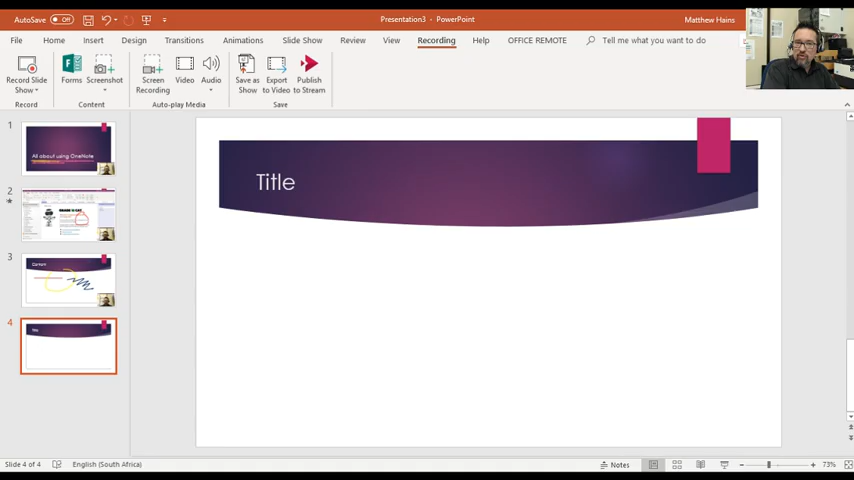 AutoSave Off
Presentation3 - PowerPoint
Matthew Hains
File Home Insert Design Transitions Animations Slide Show Review View Recording Help OFFICE REMOTE Tell me what you want to do
Record Slide Show
Forms
Screenshot
Screen Recording
Video
Audio
Save as Show
Export to Video
Publish to Stream
Record
Content
Auto-play Media
Save
1
All about using OneNote
2
3
Content
4
Title
Title
Slide 4 of 4
English (South Africa)
Notes
73%